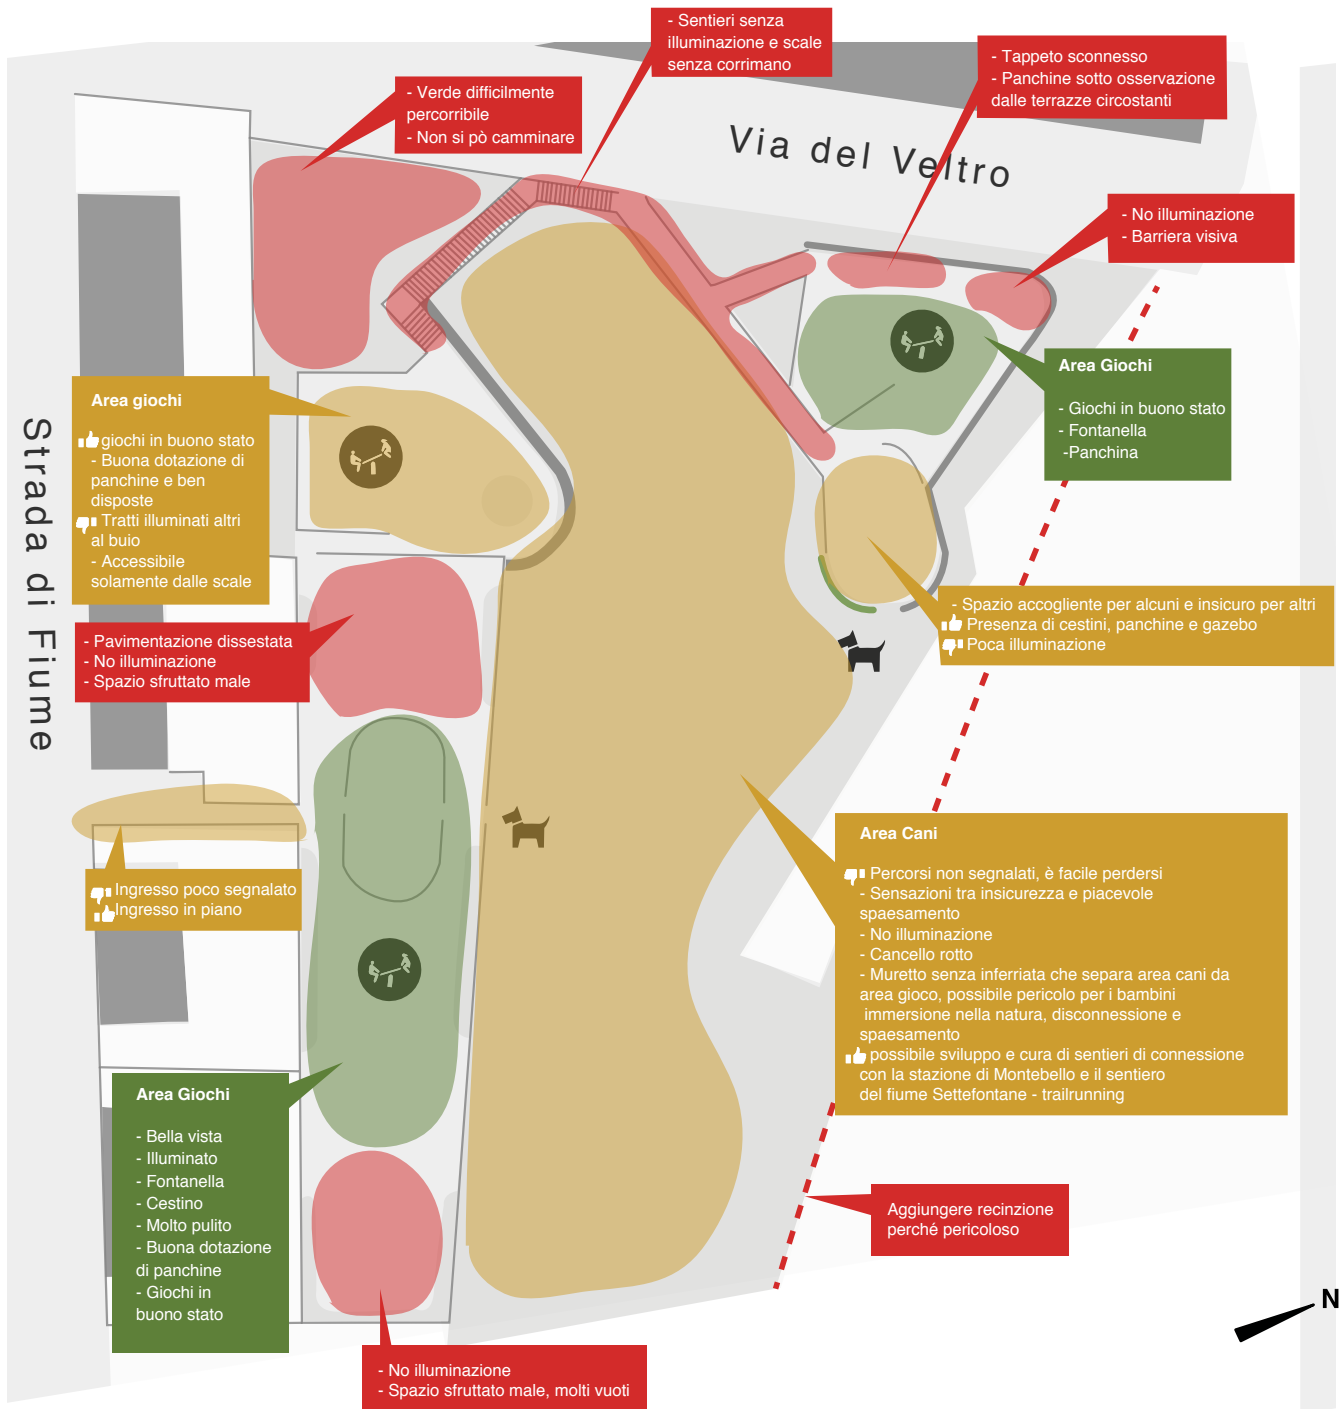 - Sentieri senza
illuminazione e scale
senza corrimano
- Tappeto sconnesso
- Panchine sotto osservazione
dalle terrazze circostanti
- Verde difficilmente
percorribile
- Non si pò camminare
Via del Veltro
- No illuminazione
- Barriera visiva
Area Giochi
- Giochi in buono stato
- Fontanella
-Panchina
Area giochi
giochi in buono stato
- Buona dotazione di
panchine e ben
disposte
Tratti illuminati altri
al buio
- Accessibile
solamente dalle scale
Strada di Fiume
- Spazio accogliente per alcuni e insicuro per altri
Presenza di cestini, panchine e gazebo
Poca illuminazione
- Pavimentazione dissestata
- No illuminazione
- Spazio sfruttato male
Area Cani
Percorsi non segnalati, è facile perdersi
- Sensazioni tra insicurezza e piacevole
spaesamento
- No illuminazione
- Cancello rotto
- Muretto senza inferriata che separa area cani da
area gioco, possibile pericolo per i bambini
immersione nella natura, disconnessione e
spaesamento
possibile sviluppo e cura di sentieri di connessione
con la stazione di Montebello e il sentiero
del fiume Settefontane - trailrunning
Ingresso poco segnalato
Ingresso in piano
Area Giochi
- Bella vista
- Illuminato
- Fontanella
- Cestino
- Molto pulito
- Buona dotazione
di panchine
- Giochi in
buono stato
Aggiungere recinzione
perché pericoloso
N
- No illuminazione
- Spazio sfruttato male, molti vuoti